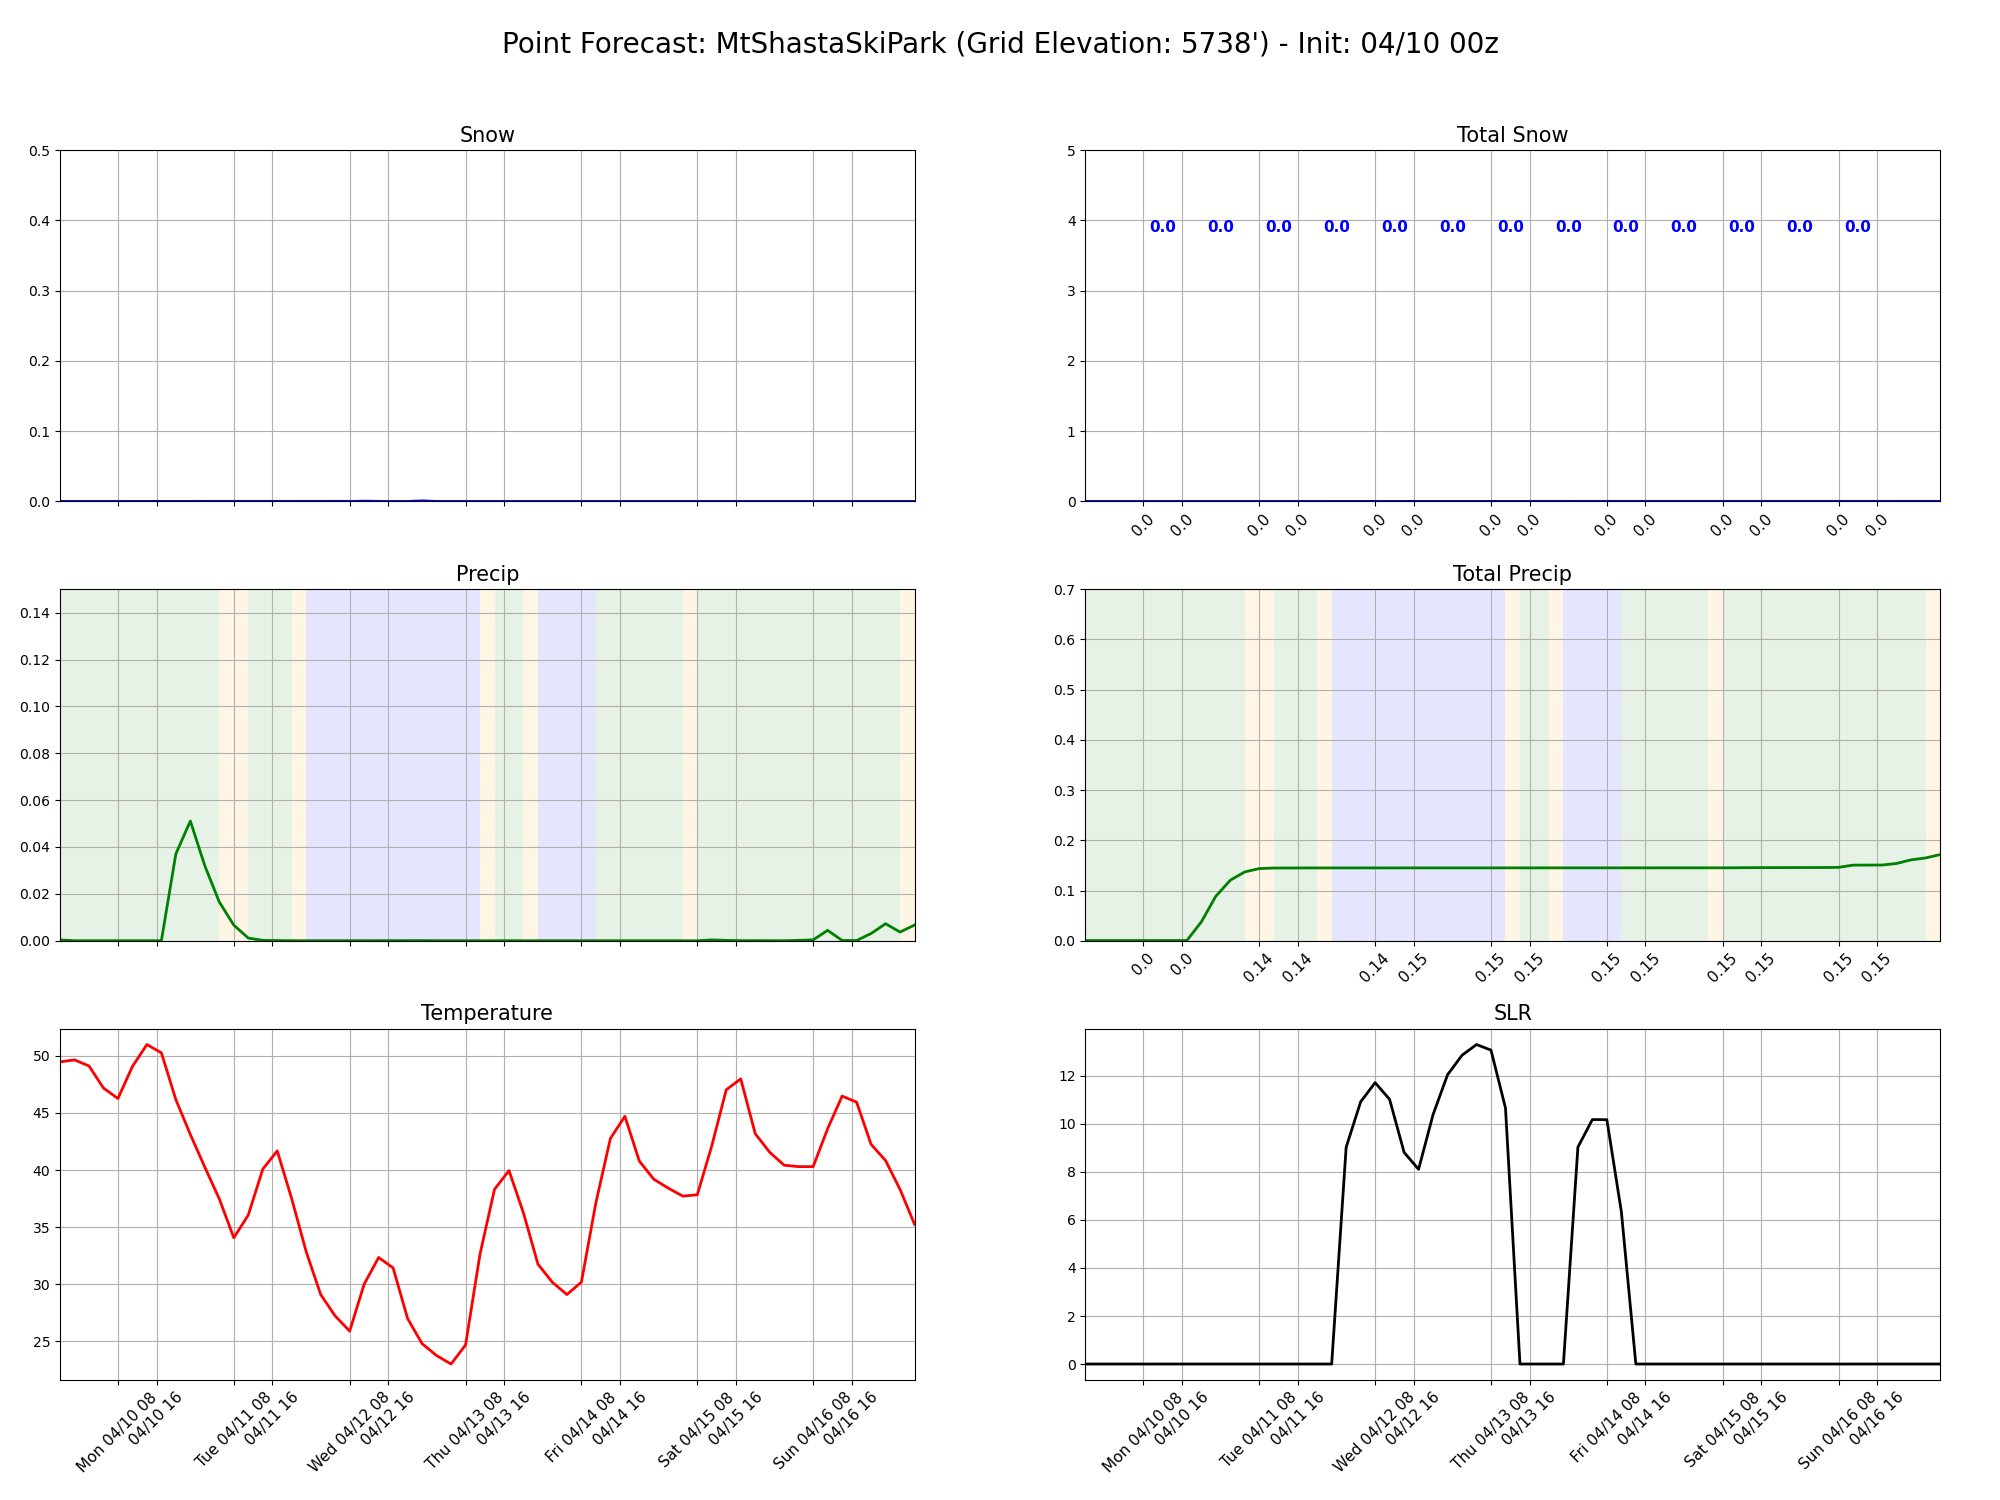 Point Forecast: MtShastaSkiPark (Grid Elevation: 5738') - Init: 04/10 00z
Snow
0.5
0.4
0.3
0.2
0.1
0.0
Total Snow
5
4
3
2
1
0
0.0 0.0 0.0 0.0 0.0 0.0 0.0 0.0 0.0 0.0 0.0 0.0 0.0
0.0 0.0 0.0 0.0 0.0 0.0 0.0 0.0 0.0 0.0 0.0 0.0 0.0 0.0
Precip
0.14
0.12
0.10
0.08
0.06
0.04
0.02
0.00
Total Precip
0.7
0.6
0.5
0.4
0.3
0.2
0.1
0.0
0.0 0.0 0.14 0.14 0.14 0.15 0.15 0.15 0.15 0.15 0.15 0.15 0.15 0.15
Temperature
50
45
40
35
30
25
Mon 04/10 08
04/10 16
Tue 04/11 08
04/11 16
Wed 04/12 08
04/12 16
Thu 04/13 08
04/13 16
Fri 04/14 08
04/14 16
Sat 04/15 08
04/15 16
Sun 04/16 08
04/16 16
SLR
12
10
8
6
4
2
0
Mon 04/10 08
04/10 16
Tue 04/11 08
04/11 16
Wed 04/12 08
04/12 16
Thu 04/13 08
04/13 16
Fri 04/14 08
04/14 16
Sat 04/15 08
04/15 16
Sun 04/16 08
04/16 16